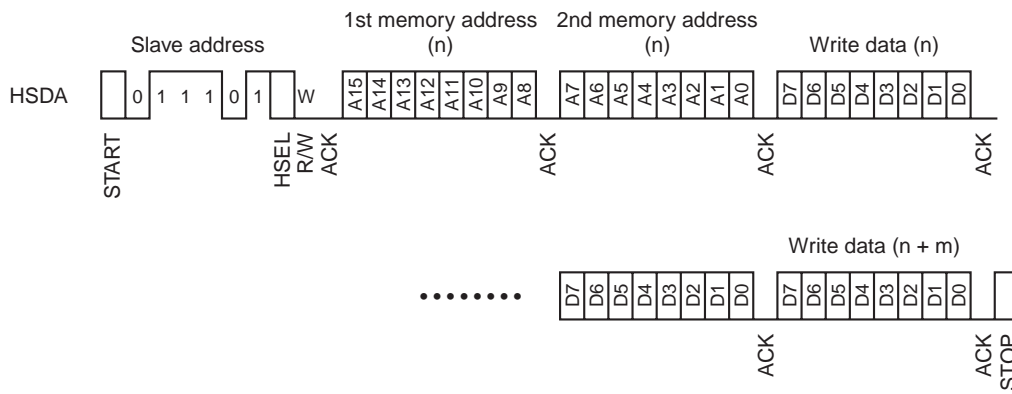 1st memory address 2nd memory address
(n) (n)
Slave address Write data (n)
HSDA 0 1 1 1 0 1 W A15 A14 A13 A12 A11 A10 A9 A8 A7 A6 A5 A4 A3 A2 A1 A0 D7 D6 D5 D4 D3 D2 D1 D0
START HSEL R/W ACK ACK ACK ACK
Write data (n + m)
D7 D6 D5 D4 D3 D2 D1 D0 D7 D6 D5 D4 D3 D2 D1 D0
ACK ACK STOP